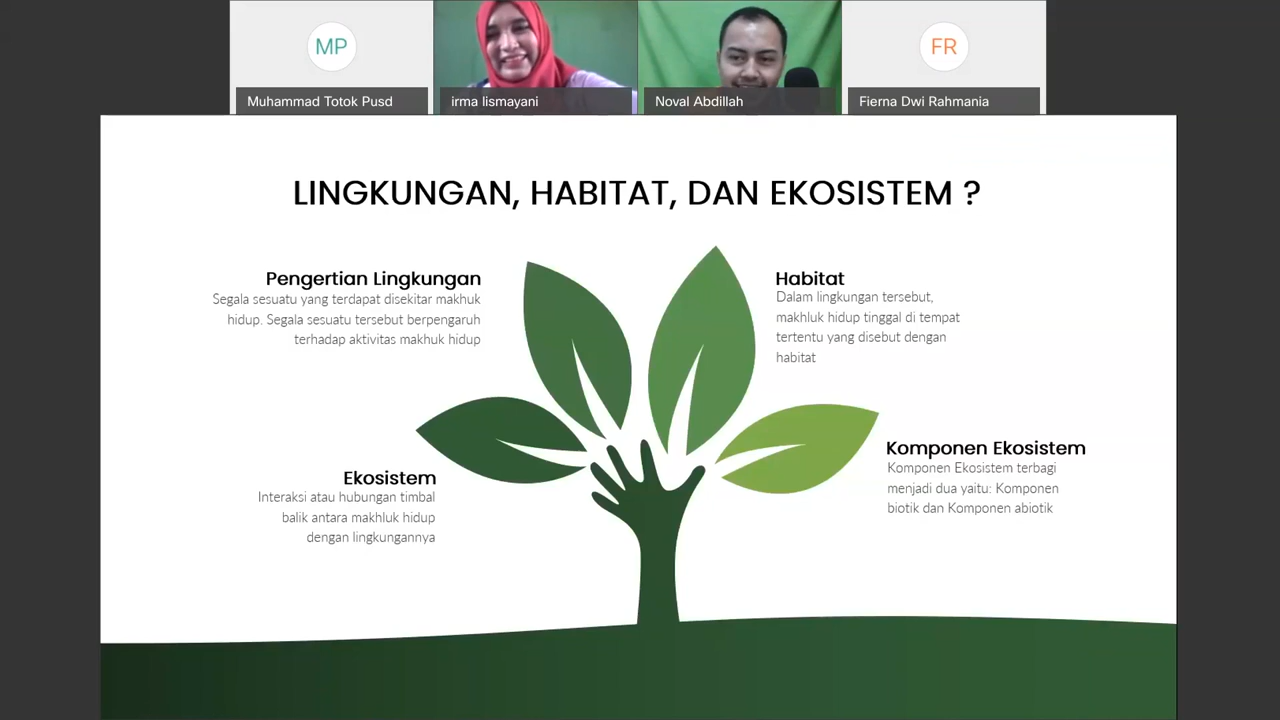 MP
FR
Muhammad Totok Pusd
irma lismayani
Noval Abdillah
Fierna Dwi Rahmania
LINGKUNGAN, HABITAT, DAN EKOSISTEM ?
Pengertian Lingkungan
Segala sesuatu yang terdapat disekitar makhuk
hidup. Segala sesuatu tersebut berpengaruh
terhadap aktivitas makhuk hidup
Habitat
Dalam lingkungan tersebut,
makhluk hidup tinggal di tempat
tertentu yang disebut dengan
habitat
Ekosistem
Interaksi atau hubungan timbal
balik antara makhluk hidup
dengan lingkungannya
Komponen Ekosistem
Komponen Ekosistem terbagi
menjadi dua yaitu: Komponen
biotik dan Komponen abiotik